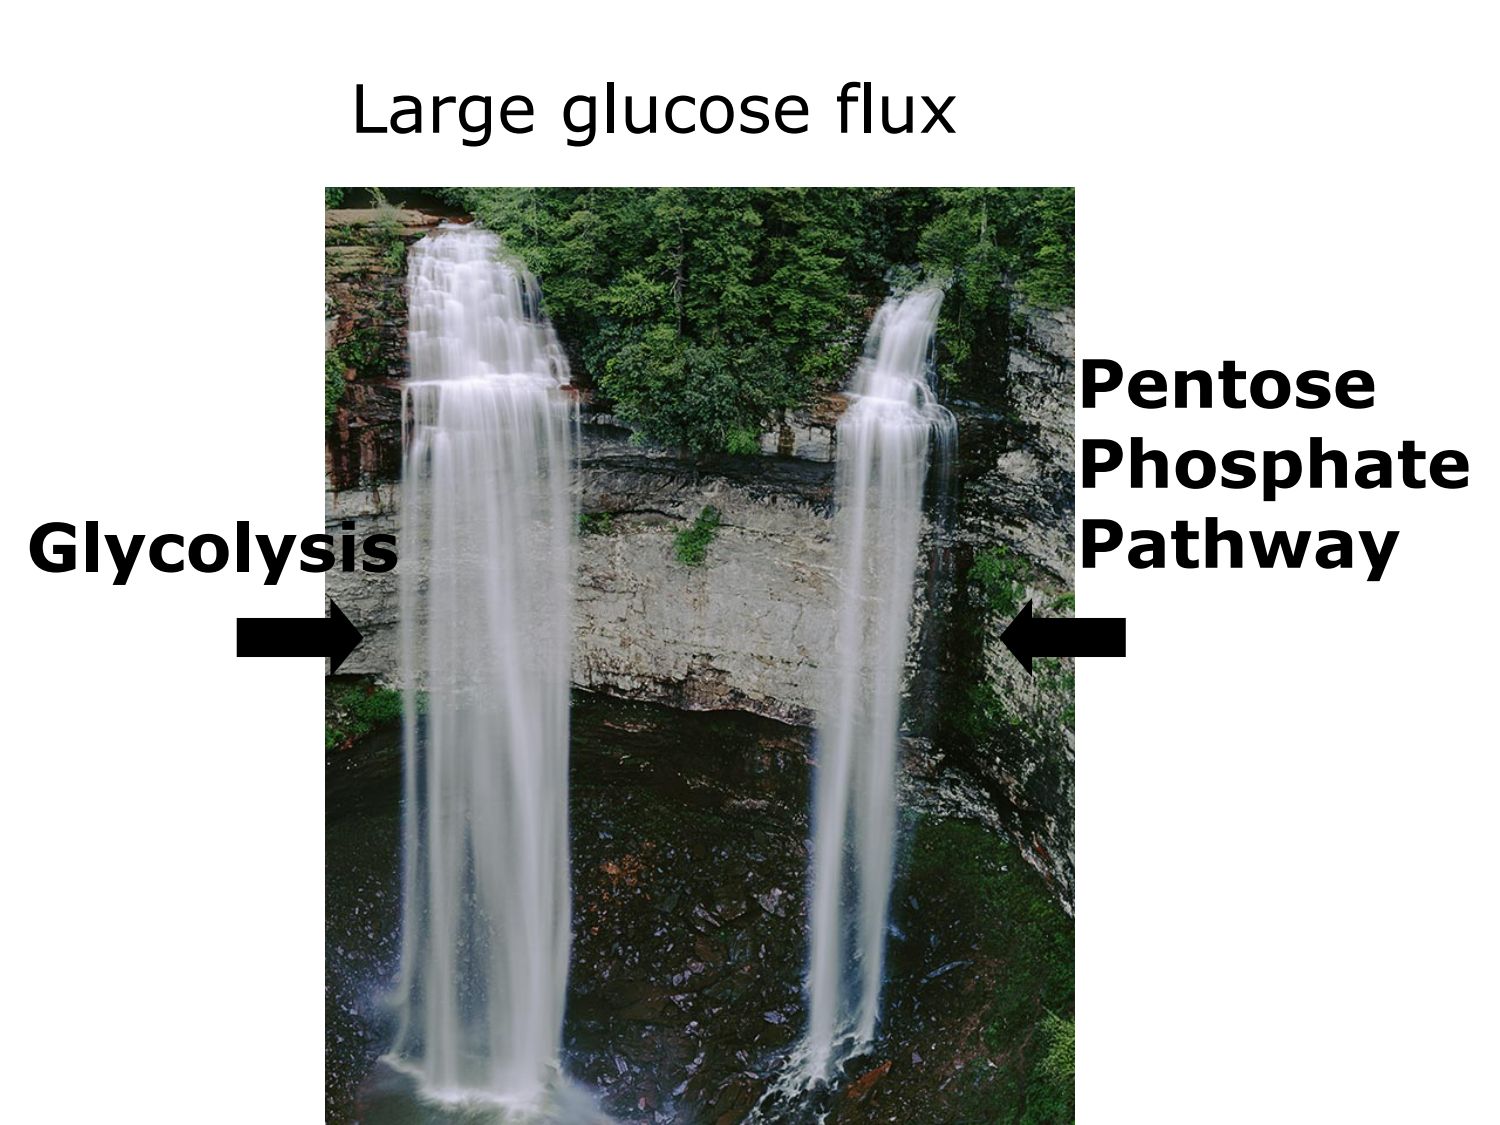 Large glucose flux
Pentose
Phosphate
Pathway
Glycolysis